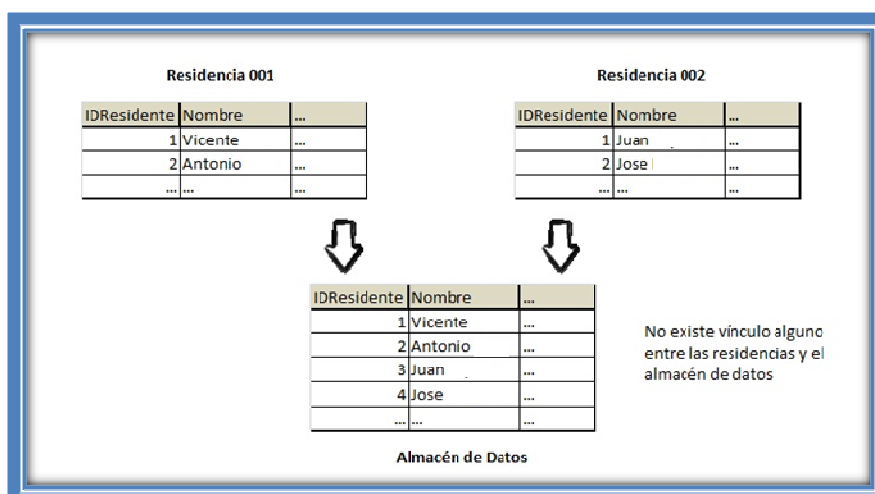 Residencia 001
IDResidente Nombre ...
1 Vicente ...
2 Antonio ...
... ... ...
Residencia 002
IDResidente Nombre ...
1 Juan ...
2 Jose ...
... ... ...
IDResidente Nombre ...
1 Vicente ...
2 Antonio ...
3 Juan ...
4 Jose ...
... ... ...
Almacén de Datos
No existe vínculo alguno
entre las residencias y el
almacén de datos